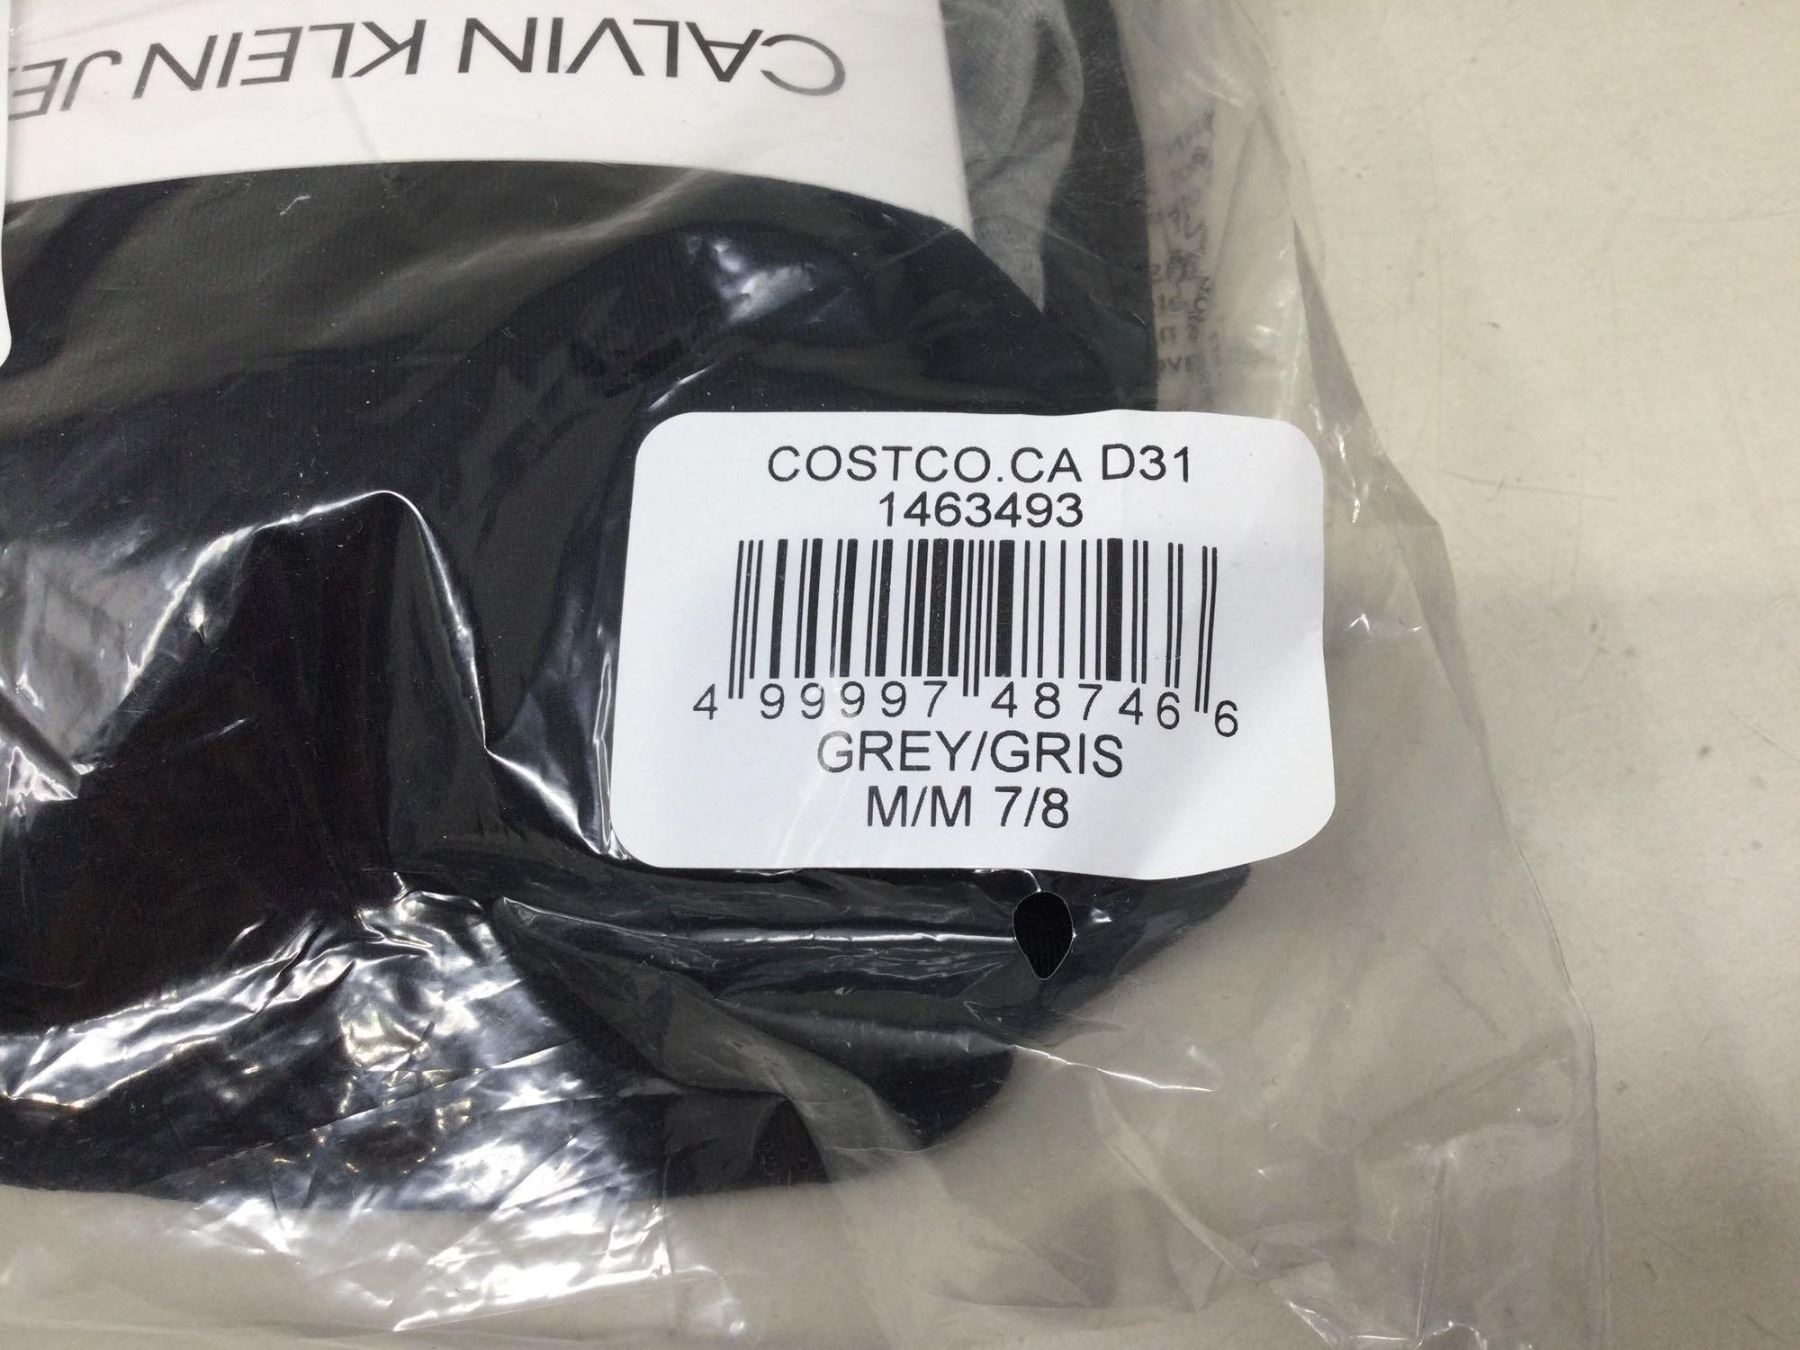 CALVIN KLEIN JE
COSTCO.CA D31
1463493
4 99997 48746 6
GREY/GRIS
M/M 7/8